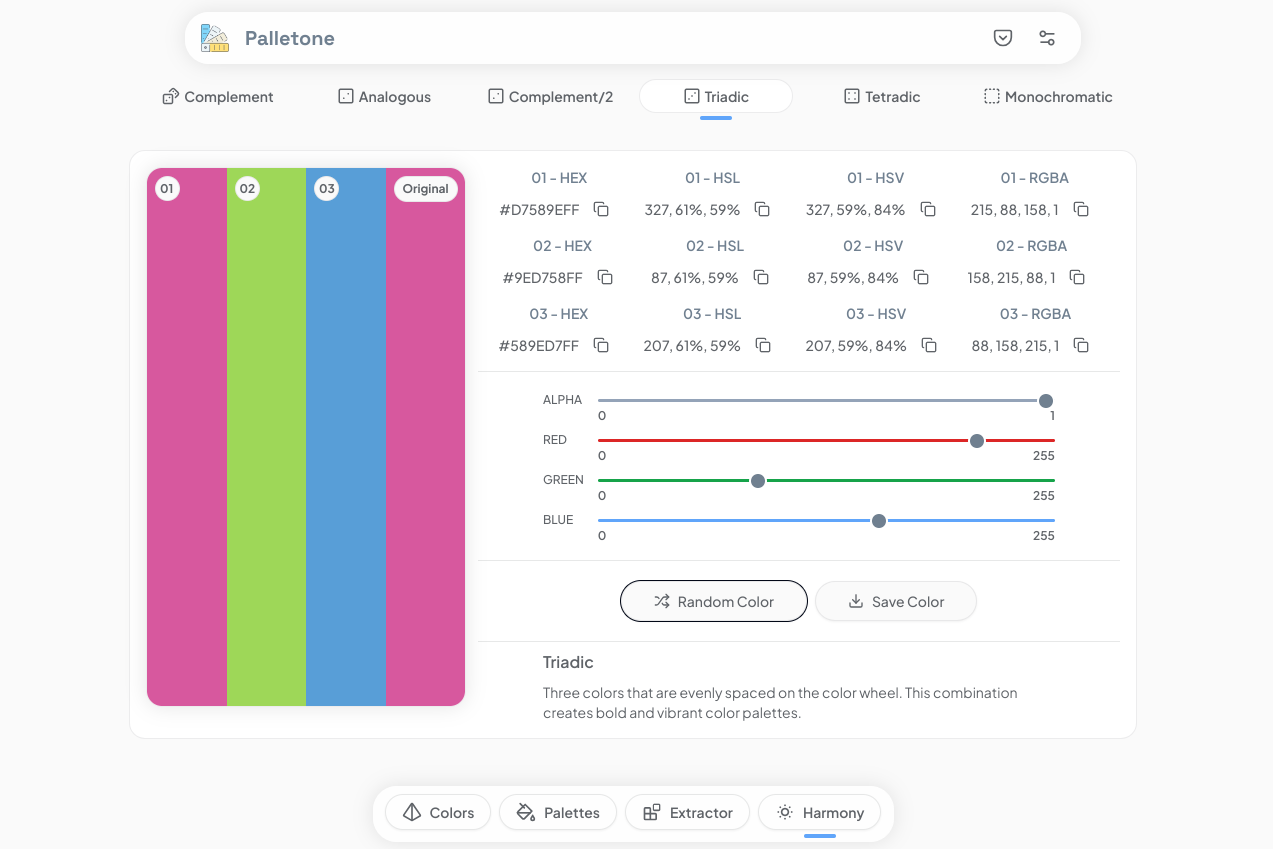 Palletone
Complement Analogous Complement/2 Triadic Tetradic Monochromatic
01 02 03 Original
01 - HEX 01 - HSL 01 - HSV 01 - RGBA
#D7589EFF 327, 61%, 59% 327, 59%, 84% 215, 88, 158, 1
02 - HEX 02 - HSL 02 - HSV 02 - RGBA
#9ED758FF 87, 61%, 59% 87, 59%, 84% 158, 215, 88, 1
03 - HEX 03 - HSL 03 - HSV 03 - RGBA
#589ED7FF 207, 61%, 59% 207, 59%, 84% 88, 158, 215, 1
ALPHA
0 1
RED
0 255
GREEN
0 255
BLUE
0 255
Random Color Save Color
Triadic
Three colors that are evenly spaced on the color wheel. This combination
creates bold and vibrant color palettes.
Colors Palettes Extractor Harmony